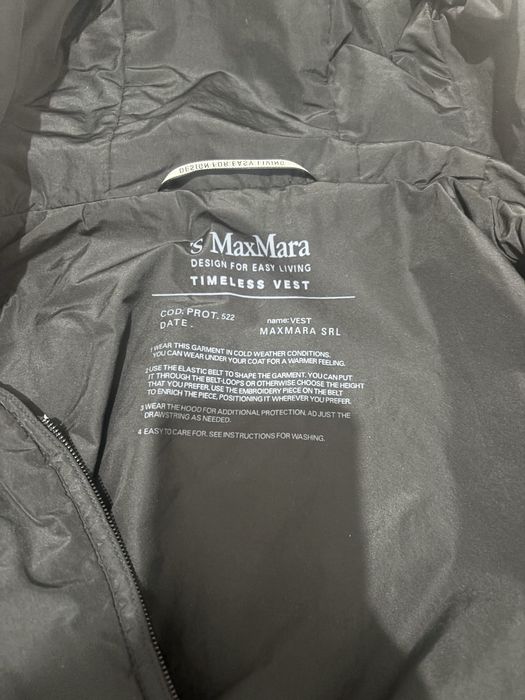 DESIGN FOR EASY LIVING
's MaxMara
DESIGN FOR EASY LIVING
TIMELESS VEST
COD. PROT. 522
name: VEST
DATE.
MAXMARA SRL
1 WEAR THIS GARMENT IN COLD WEATHER CONDITIONS.
YOU CAN WEAR UNDER YOUR COAT FOR A WARMER FEELING.
2 USE THE ELASTIC BELT TO SHAPE THE GARMENT. YOU CAN PUT
IT THROUGH THE BELT-LOOPS OR OTHERWISE CHOOSE THE HEIGHT
THAT YOU PREFER. USE THE EMBROIDERY PIECE ON THE BELT
TO ENRICH THE PIECE, POSITIONING IT WHEREVER YOU PREFER.
3 WEAR THE HOOD FOR ADDITIONAL PROTECTION: ADJUST THE
DRAWSTRING AS NEEDED.
4 EASY TO CARE FOR. SEE INSTRUCTIONS FOR WASHING.